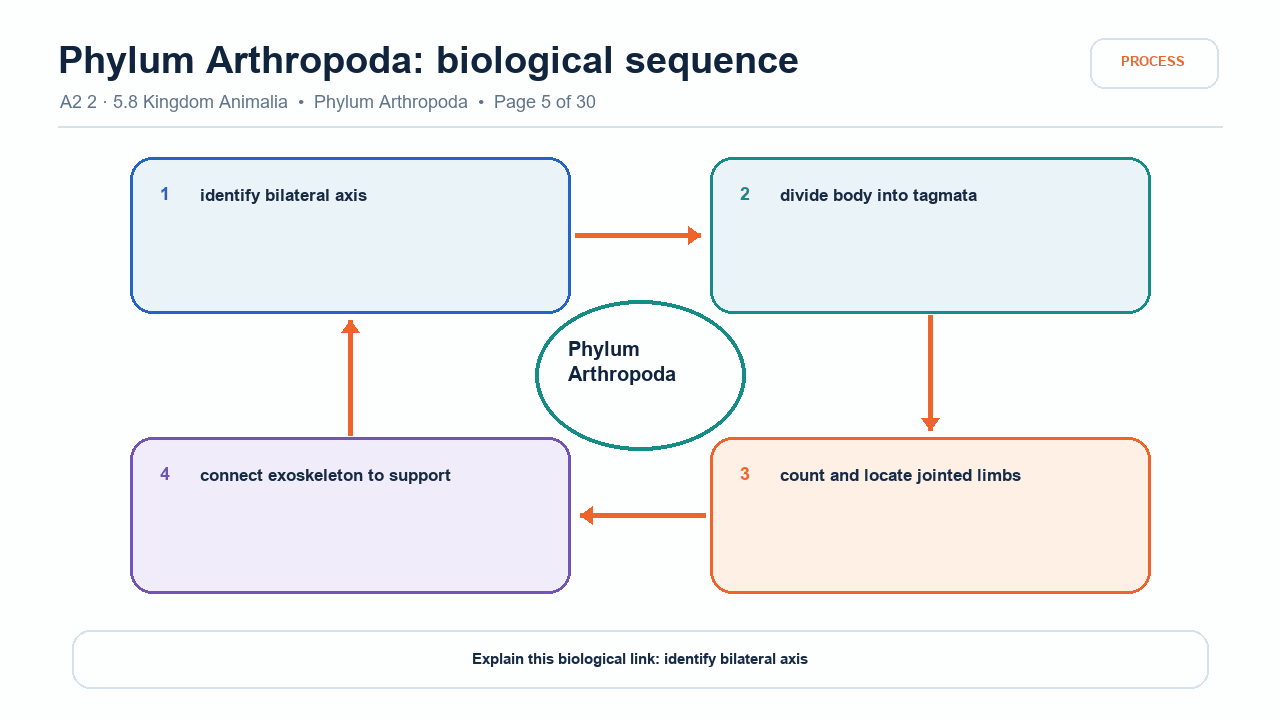 Phylum Arthropoda: biological sequence
PROCESS
A2 2 · 5.8 Kingdom Animalia • Phylum Arthropoda • Page 5 of 30
1 identify bilateral axis
2 divide body into tagmata
Phylum
Arthropoda
4 connect exoskeleton to support
3 count and locate jointed limbs
Explain this biological link: identify bilateral axis